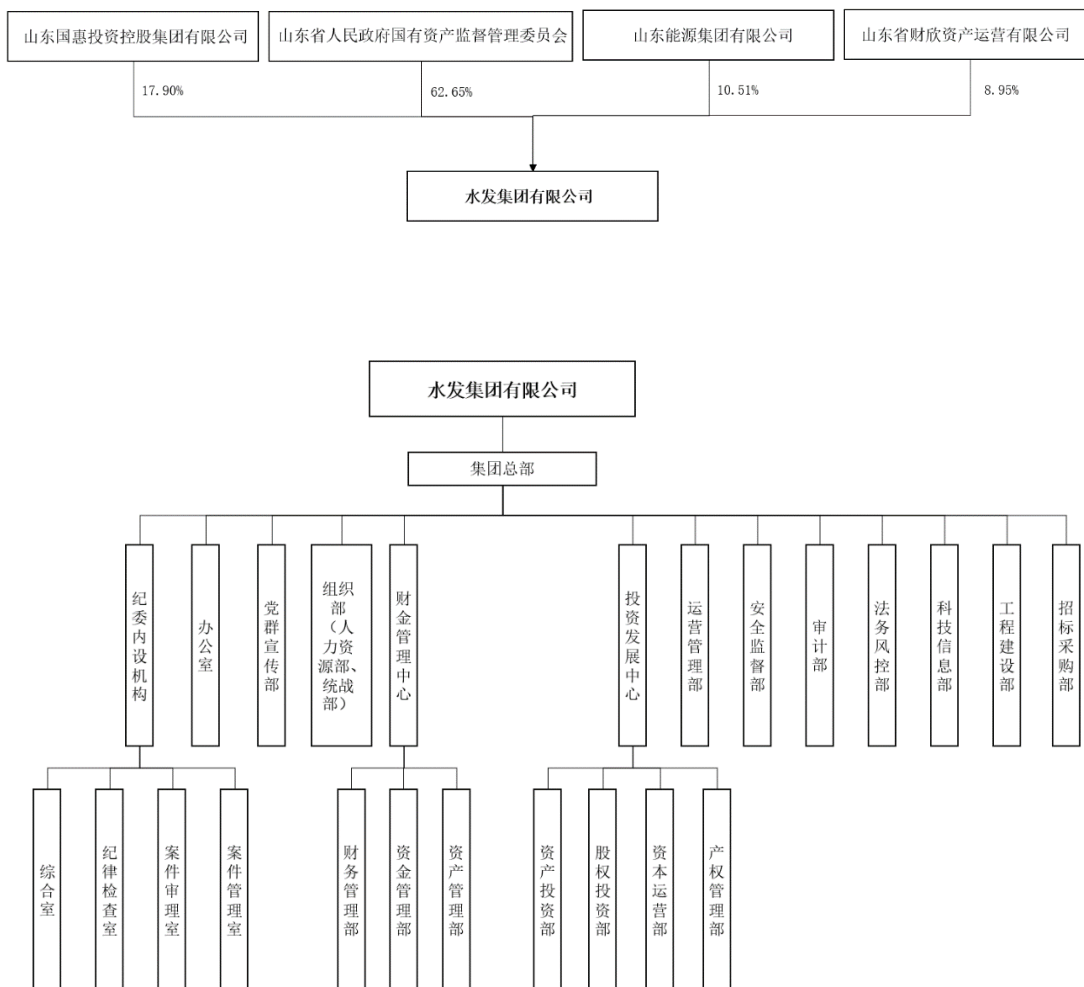 山东国惠投资控股集团有限公司
山东省人民政府国有资产监督管理委员会
山东能源集团有限公司
山东省财欣资产运营有限公司
17.90%
62.65%
10.51%
8.95%
水发集团有限公司
水发集团有限公司
集团总部
纪委内设机构
办公室
党群宣传部
组织
部
（人
力资
源部、
统战
部）
财金管理中心
投资发展中心
运营管理部
安全监督部
审计部
法务风控部
科技信息部
工程建设部
招标采购部
综合室
纪律检查室
案件审理室
案件管理室
财务管理部
资金管理部
资产管理部
资产投资部
股权投资部
资本运营部
产权管理部